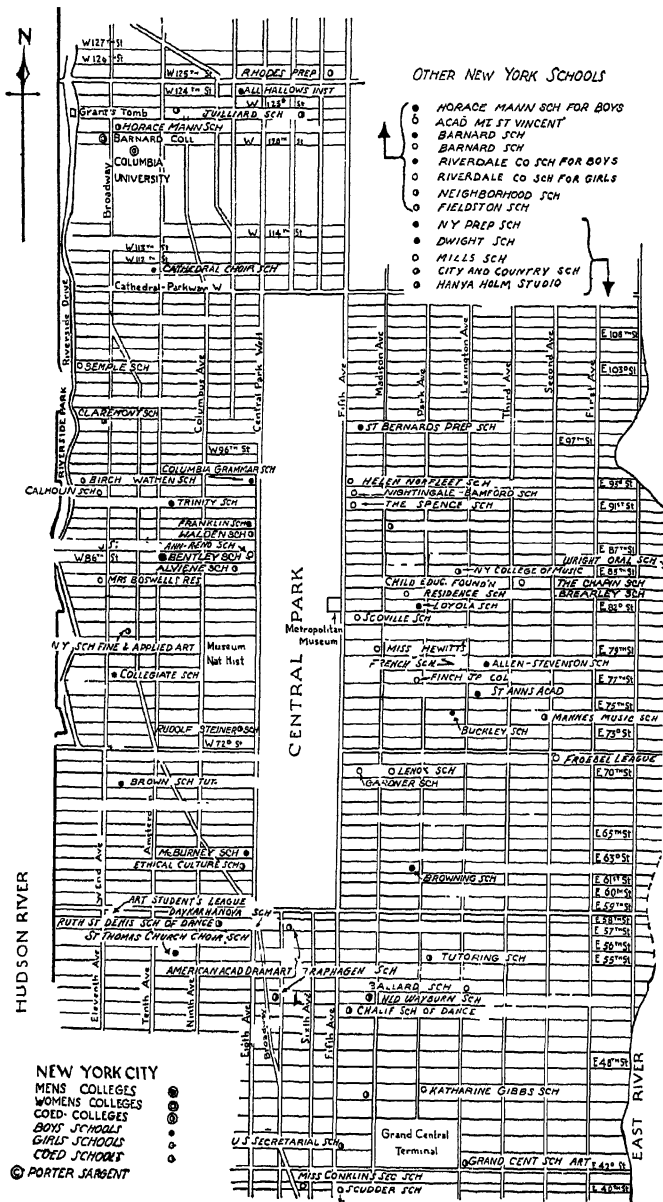 N
W127TH St
W126TH St
W125TH St
RHODES PREP
W124TH St
ALL HALLOWS INST
W 123D St
Grant's Tomb
JUILLIARD SCH
HORACE MANN SCH
BARNARD COLL
W 120TH St
COLUMBIA
UNIVERSITY
Broadway
W 114TH St
W113TH St
W112TH St
CATHEDRAL CHOIR SCH
Cathedral-Parkway W
OTHER NEW YORK SCHOOLS
HORACE MANN SCH FOR BOYS
ACAD MT ST VINCENT
BARNARD SCH
BARNARD SCH
RIVERDALE CO SCH FOR BOYS
RIVERDALE CO SCH FOR GIRLS
NEIGHBORHOOD SCH
FIELDSTON SCH
NY PREP SCH
DWIGHT SCH
MILLS SCH
CITY AND COUNTRY SCH
HANYA HOLM STUDIO
Riverside Drive
Columbus Ave
Central Park West
Fifth Ave
Madison Ave
Park Ave
Lexington Ave
Third Ave
Second Ave
First Ave
E 108TH St
E 103D St
SEMPLE SCH
RIVERSIDE PARK
CLAREMONT SCH
ST BERNARDS PREP SCH
E 97TH St
W96TH St
COLUMBIA GRAMMAR SCH
BIRCH WATHEN SCH
HELEN NORFLEET SCH
E 95D St
CALHOUN SCH
NIGHTINGALE-BAMFORD SCH
TRINITY SCH
THE SPENCE SCH
E 91ST St
FRANKLIN SCH
WALDEN SCH
ANN-RENO SCH
E 87TH St
W86TH St
BENTLEY SCH
WRIGHT ORAL SCH
ALVIENE SCH
NY COLLEGE OF MUSIC
E 85TH St
MRS BOSWELLS RES
CHILD EDUC. FOUND'N
THE CHAPIN SCH
RESIDENCE SCH
BREARLEY SCH
LOYOLA SCH
E 82D St
CENTRAL PARK
Metropolitan
Museum
SCOVILLE SCH
NY SCH FINE & APPLIED ART
Museum
Nat Hist
MISS HEWITTS
E 79TH St
FRENCH SCH
ALLEN-STEVENSON SCH
COLLEGIATE SCH
FINCH JR COL
E 77TH St
ST ANNS ACAD
E 75TH St
MANNES MUSIC SCH
RUDOLF STEINER SCH
BUCKLEY SCH
E 73D St
W 72D St
FROEBEL LEAGUE
LENOX SCH
E 70TH St
GARDNER SCH
BROWN SCH TUT.
Amsterdam
E 65TH St
MCBURNEY SCH
E 63D St
ETHICAL CULTURE SCH
BROWNING SCH
E 61ST St
W End Ave
E 60TH St
ART STUDENT'S LEAGUE
E 59TH St
DAYKARHANOVA SCH
E 58TH St
RUTH ST DENIS SCH OF DANCE
E 57TH St
ST THOMAS CHURCH CHOIR SCH
E 56TH St
TUTORING SCH
E 55TH St
AMERICAN ACAD DRAM ART
TRAPHAGEN SCH
BALLARD SCH
NED WAYBURN SCH
CHALIF SCH OF DANCE
HUDSON RIVER
Eleventh Ave
Tenth Ave
Ninth Ave
Eighth Ave
Broadway
Sixth Ave
Fifth Ave
E 48TH St
KATHARINE GIBBS SCH
EAST RIVER
NEW YORK CITY
MENS COLLEGES
WOMENS COLLEGES
COED. COLLEGES
BOYS SCHOOLS
GIRLS SCHOOLS
COED SCHOOLS
© PORTER SARGENT
U S SECRETARIAL SCH
Grand Central
Terminal
GRAND CENT SCH ART
E 42D St
MISS CONKLINS SEC SCH
SCUDDER SCH
E 40TH St